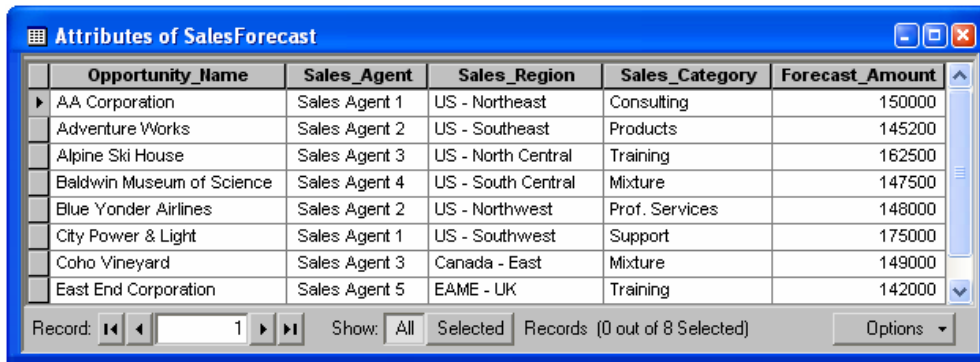 Attributes of SalesForecast
Opportunity_Name Sales_Agent Sales_Region Sales_Category Forecast_Amount
AA Corporation Sales Agent 1 US - Northeast Consulting 150000
Adventure Works Sales Agent 2 US - Southeast Products 145200
Alpine Ski House Sales Agent 3 US - North Central Training 162500
Baldwin Museum of Science Sales Agent 4 US - South Central Mixture 147500
Blue Yonder Airlines Sales Agent 2 US - Northwest Prof. Services 148000
City Power & Light Sales Agent 1 US - Southwest Support 175000
Coho Vineyard Sales Agent 3 Canada - East Mixture 149000
East End Corporation Sales Agent 5 EAME - UK Training 142000
Record: 1 Show: All Selected Records (0 out of 8 Selected) Options